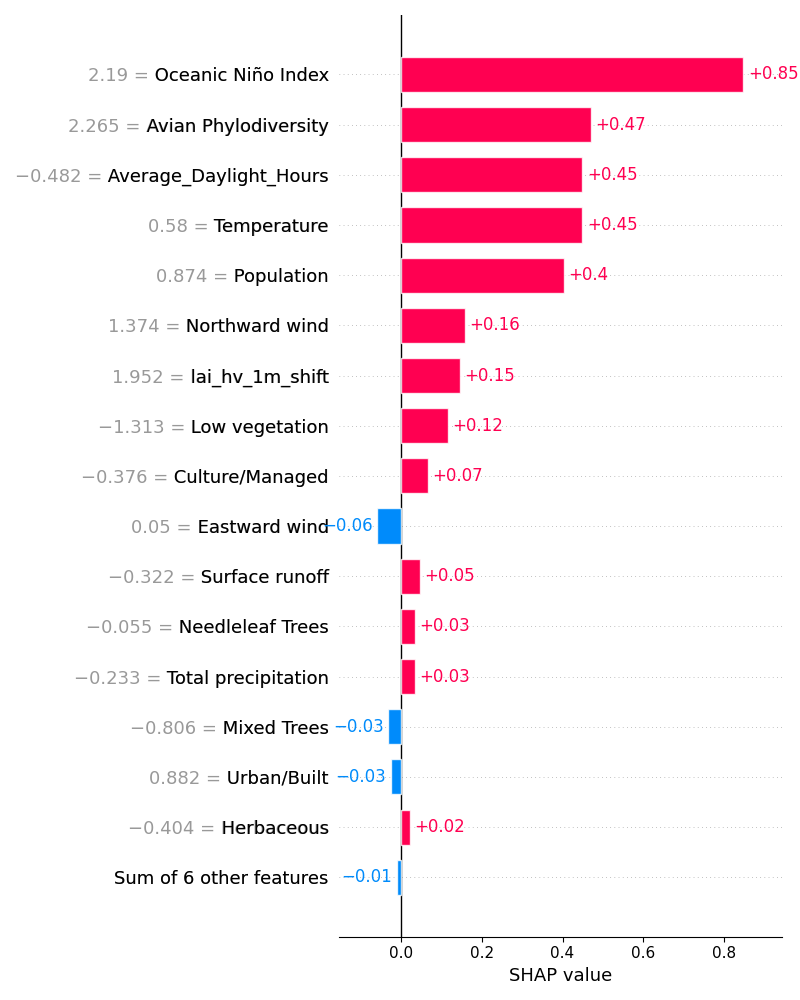 2.19 = Oceanic Niño Index +0.85
2.265 = Avian Phylodiversity +0.47
−0.482 = Average_Daylight_Hours +0.45
0.58 = Temperature +0.45
0.874 = Population +0.4
1.374 = Northward wind +0.16
1.952 = lai_hv_1m_shift +0.15
−1.313 = Low vegetation +0.12
−0.376 = Culture/Managed +0.07
0.05 = Eastward wind −0.06
−0.322 = Surface runoff +0.05
−0.055 = Needleleaf Trees +0.03
−0.233 = Total precipitation +0.03
−0.806 = Mixed Trees −0.03
0.882 = Urban/Built −0.03
−0.404 = Herbaceous +0.02
Sum of 6 other features −0.01
0.0 0.2 0.4 0.6 0.8
SHAP value